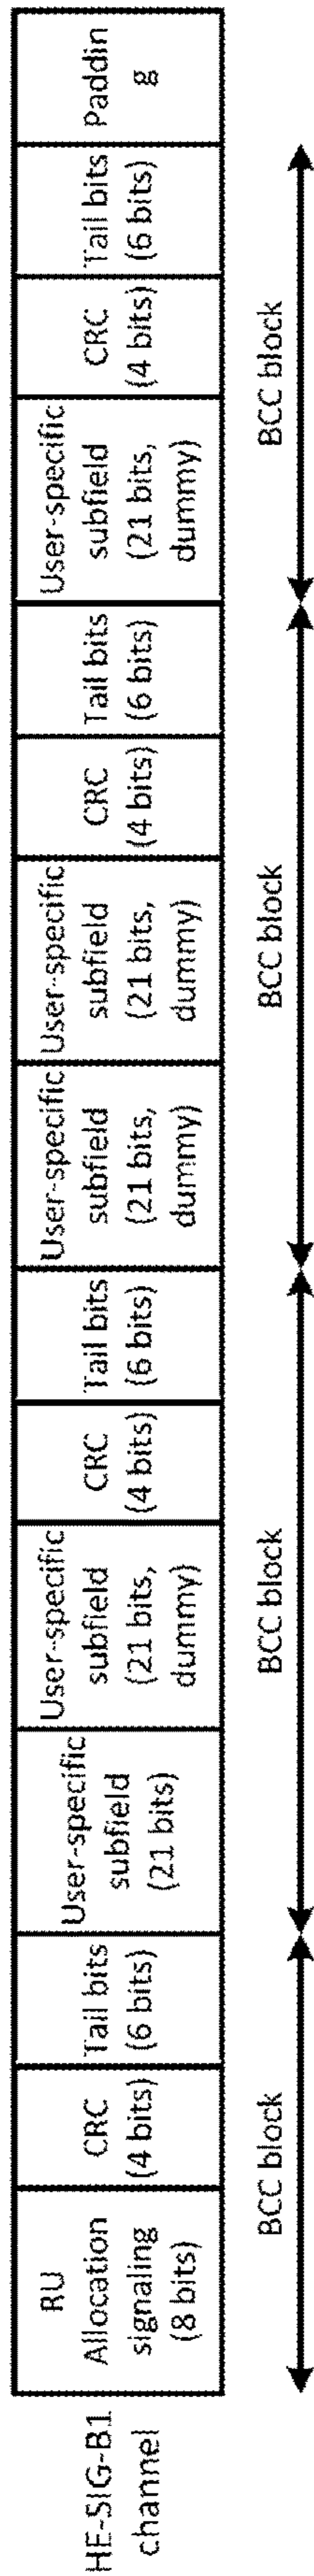 HE-SIG-B1
channel
RU
Allocation
signaling
(8 bits)
CRC
(4 bits)
Tail bits
(6 bits)
User-specific
subfield
(21 bits)
User-specific
subfield
(21 bits,
dummy)
CRC
(4 bits)
Tail bits
(6 bits)
User-specific
subfield
(21 bits,
dummy)
User-specific
subfield
(21 bits,
dummy)
CRC
(4 bits)
Tail bits
(6 bits)
User-specific
subfield
(21 bits,
dummy)
CRC
(4 bits)
Tail bits
(6 bits)
Paddin
g
BCC block
BCC block
BCC block
BCC block